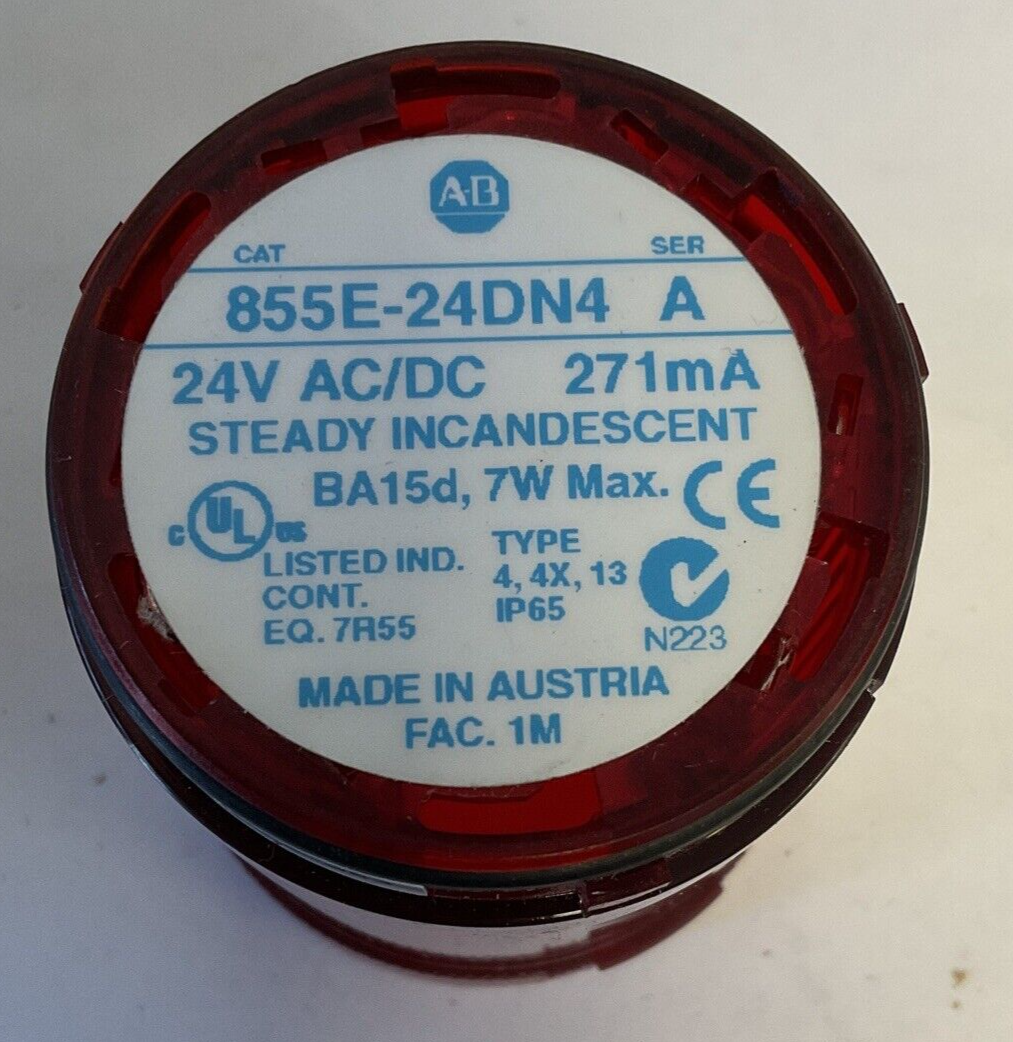 A-B
CAT SER
855E-24DN4 A
24V AC/DC 271mA
STEADY INCANDESCENT
BA15d, 7W Max. CE
C UL US
LISTED IND.
CONT.
EQ. 7R55
TYPE
4, 4X, 13
IP65
N223
MADE IN AUSTRIA
FAC. 1M